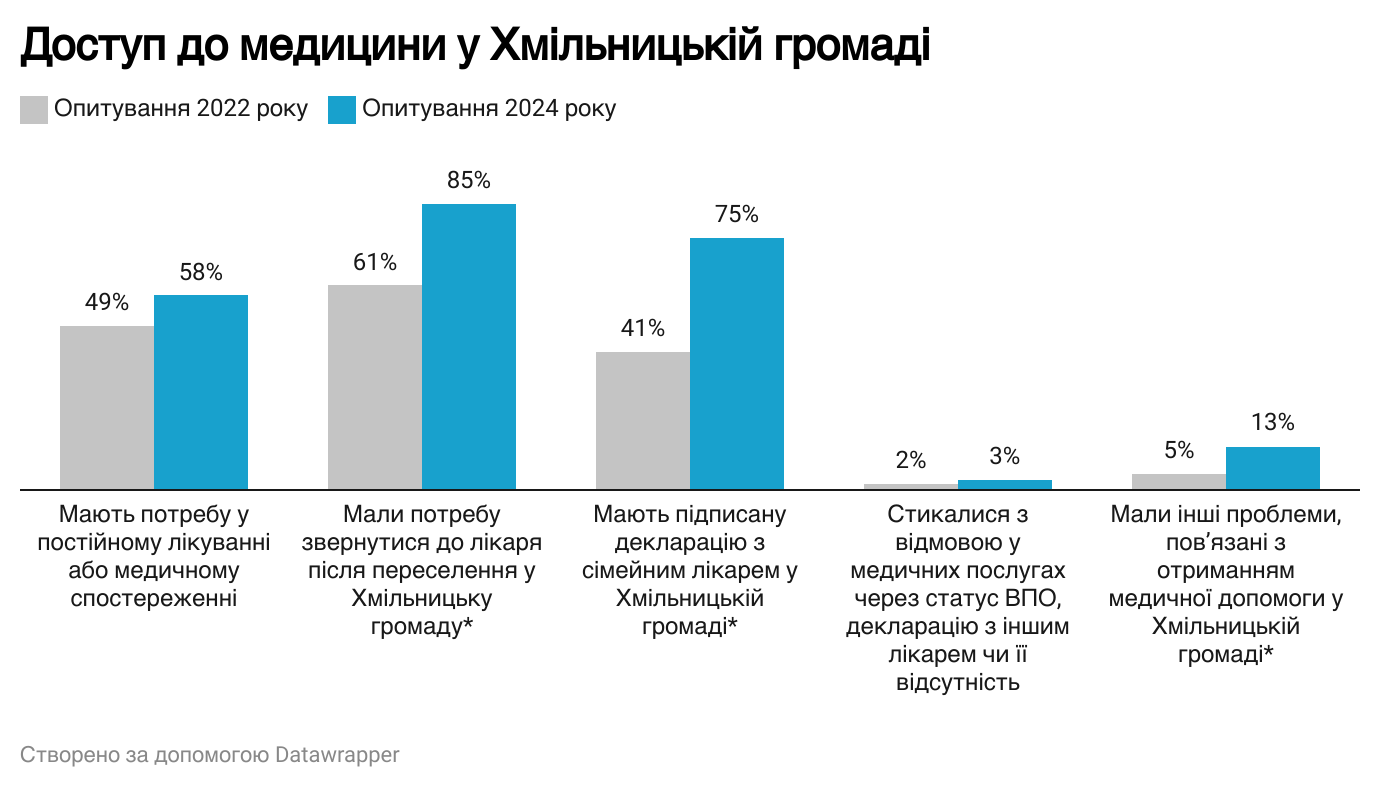 Доступ до медицини у Хмільницькій громаді
Опитування 2022 року Опитування 2024 року
49%
58%
61%
85%
41%
75%
2%
3%
5%
13%
Мають потребу у
постійному лікуванні
або медичному
спостереженні
Мали потребу
звернутися до лікаря
після переселення у
Хмільницьку
громаду*
Мають підписану
декларацію з
сімейним лікарем у
Хмільницькій
громаді*
Стикалися з
відмовою у
медичних послугах
через статус ВПО,
декларацію з іншим
лікарем чи її
відсутність
Мали інші проблеми,
пов’язані з
отриманням
медичної допомоги у
Хмільницькій
громаді*
Створено за допомогою Datawrapper